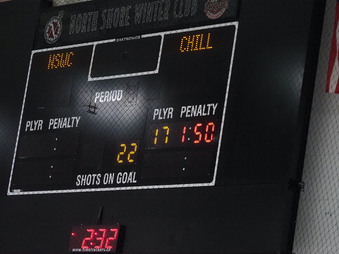 NORTH SHORE WINTER CLUB
NSWC
CHILL
PERIOD
PLYR PENALTY
PLYR PENALTY
17 1:50
22
SHOTS ON GOAL
2:32